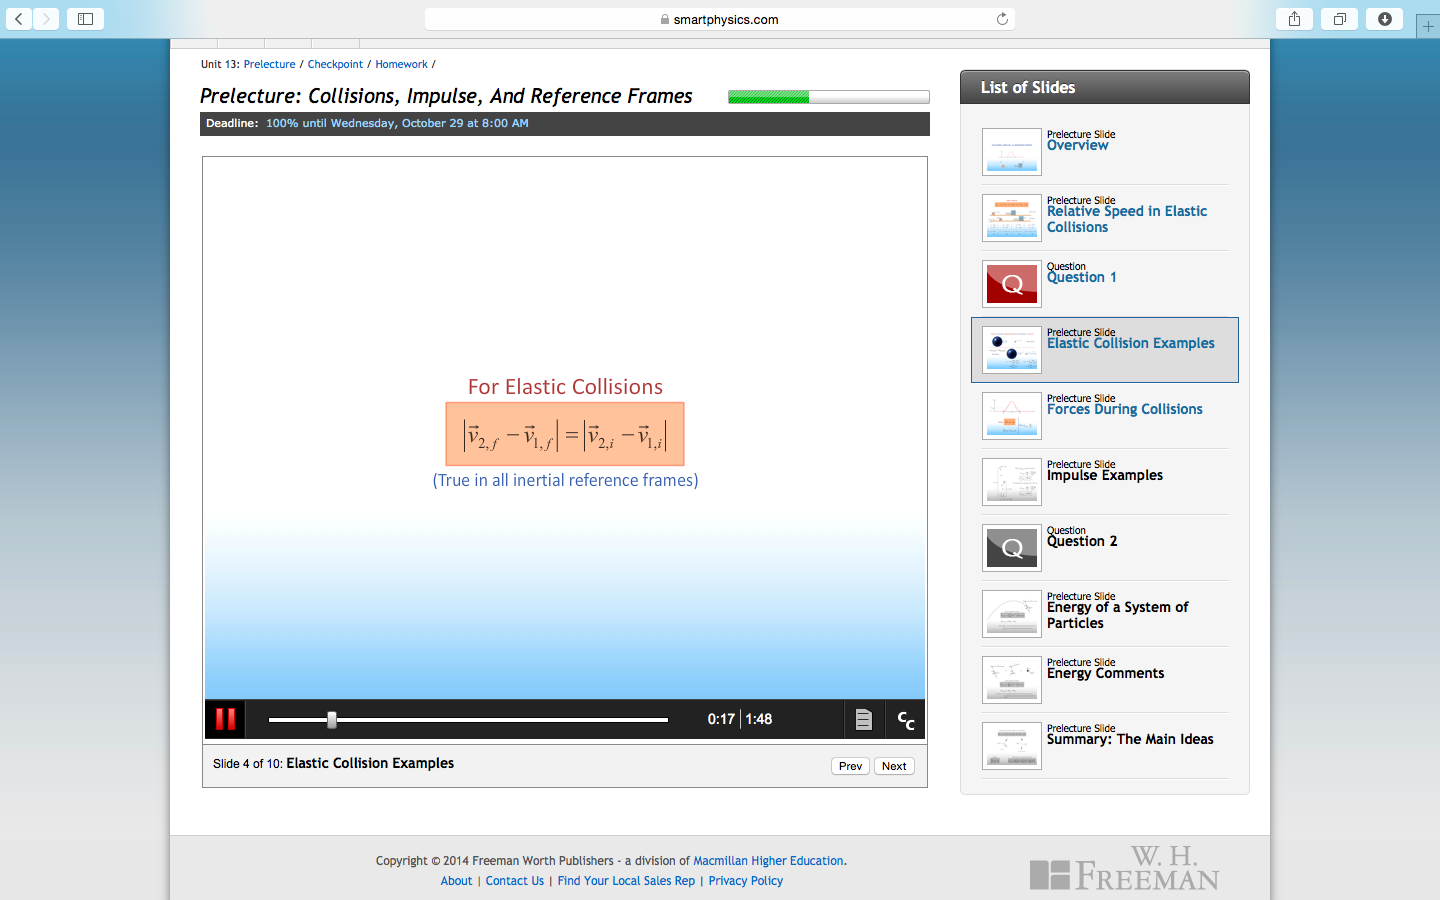 smartphysics.com
Unit 13: Prelecture / Checkpoint / Homework /
Prelecture: Collisions, Impulse, And Reference Frames
Deadline: 100% until Wednesday, October 29 at 8:00 AM
For Elastic Collisions
|v⃗2,f − v⃗1,f| = |v⃗2,i − v⃗1,i|
(True in all inertial reference frames)
0:17 | 1:48
CC
Slide 4 of 10: Elastic Collision Examples
Prev Next
List of Slides
Prelecture Slide
Overview
Prelecture Slide
Relative Speed in Elastic
Collisions
Q
Question
Question 1
Prelecture Slide
Elastic Collision Examples
Prelecture Slide
Forces During Collisions
Prelecture Slide
Impulse Examples
Q
Question
Question 2
Prelecture Slide
Energy of a System of
Particles
Prelecture Slide
Energy Comments
Prelecture Slide
Summary: The Main Ideas
Copyright © 2014 Freeman Worth Publishers - a division of Macmillan Higher Education.
About | Contact Us | Find Your Local Sales Rep | Privacy Policy
W. H.
FREEMAN